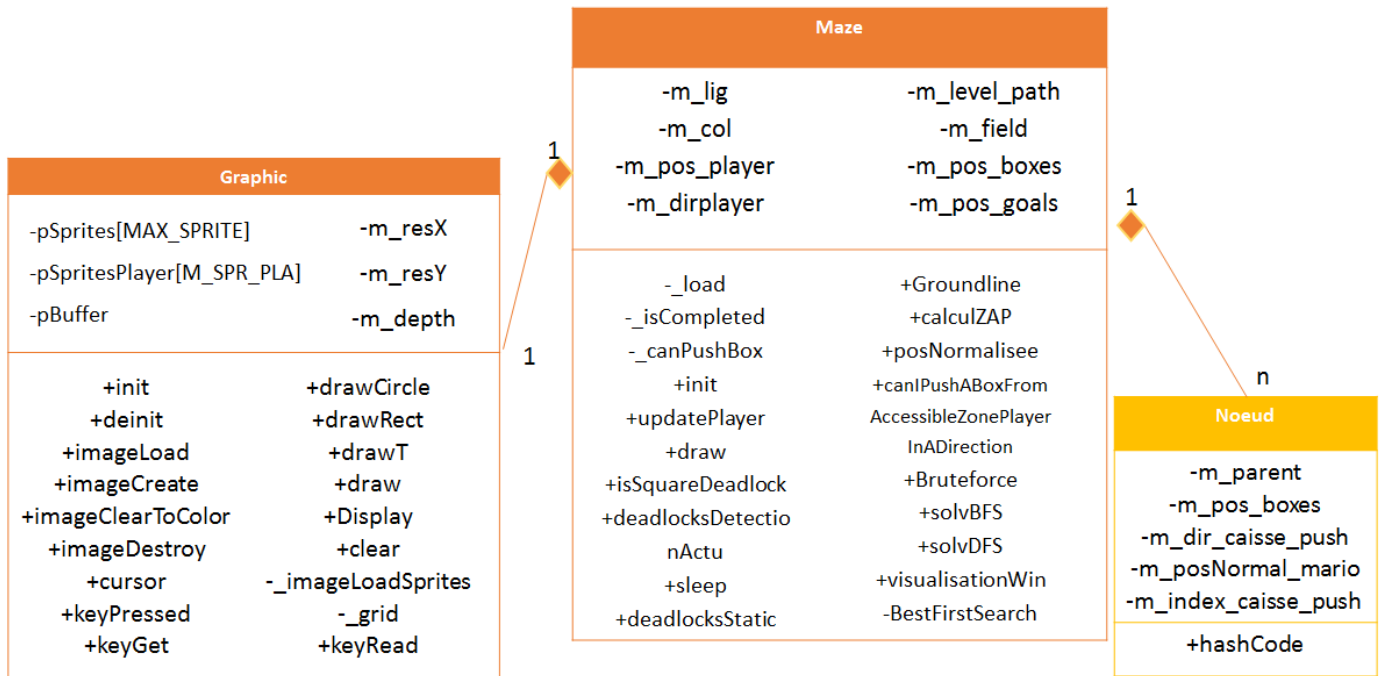 Maze
-m_lig
-m_col
-m_pos_player
-m_dirplayer
-m_level_path
-m_field
-m_pos_boxes
-m_pos_goals
-_load
-_isCompleted
-_canPushBox
+init
+updatePlayer
+draw
+isSquareDeadlock
+deadlocksDetectio
nActu
+sleep
+deadlocksStatic
+Groundline
+calculZAP
+posNormalisee
+canIPushABoxFrom
AccessibleZonePlayer
InADirection
+Bruteforce
+solvBFS
+solvDFS
+visualisationWin
-BestFirstSearch
1
1
Graphic
-pSprites[MAX_SPRITE]
-pSpritesPlayer[M_SPR_PLA]
-pBuffer
-m_resX
-m_resY
-m_depth
+init
+deinit
+imageLoad
+imageCreate
+imageClearToColor
+imageDestroy
+cursor
+keyPressed
+keyGet
+drawCircle
+drawRect
+drawT
+draw
+Display
+clear
-_imageLoadSprites
-_grid
+keyRead
1
n
Noeud
-m_parent
-m_pos_boxes
-m_dir_caisse_push
-m_posNormal_mario
-m_index_caisse_push
+hashCode